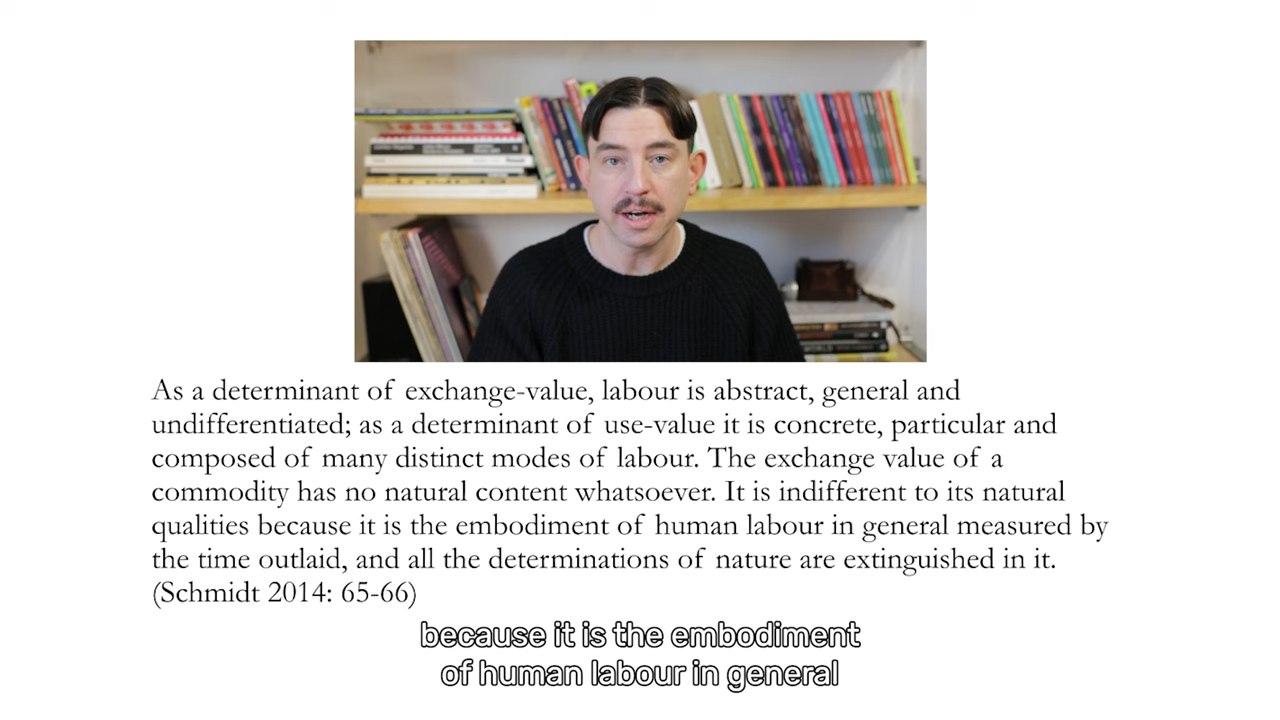 As a determinant of exchange-value, labour is abstract, general and
undifferentiated; as a determinant of use-value it is concrete, particular and
composed of many distinct modes of labour. The exchange value of a
commodity has no natural content whatsoever. It is indifferent to its natural
qualities because it is the embodiment of human labour in general measured by
the time outlaid, and all the determinations of nature are extinguished in it.
(Schmidt 2014: 65-66)
because it is the embodiment
of human labour in general